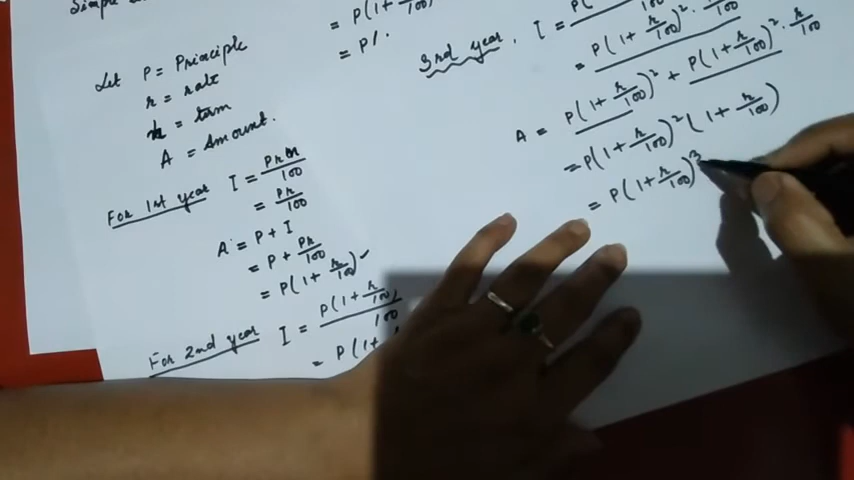 Simple
Let P = Principle
r = rate
n = term
A = Amount.
For 1st year I = Prn/100
= Pr/100
A = P + I
= P + Pr/100
= P(1 + r/100)
For 2nd year I = P(1 + r/100)/100
= P(1+
= P(1+ r/100)
= P
3rd year. I =
= P(1 + r/100)² · r/100
A = P(1 + r/100)² + P(1 + r/100)² · r/100
= P(1 + r/100)² (1 + r/100)
= P(1 + r/100)³